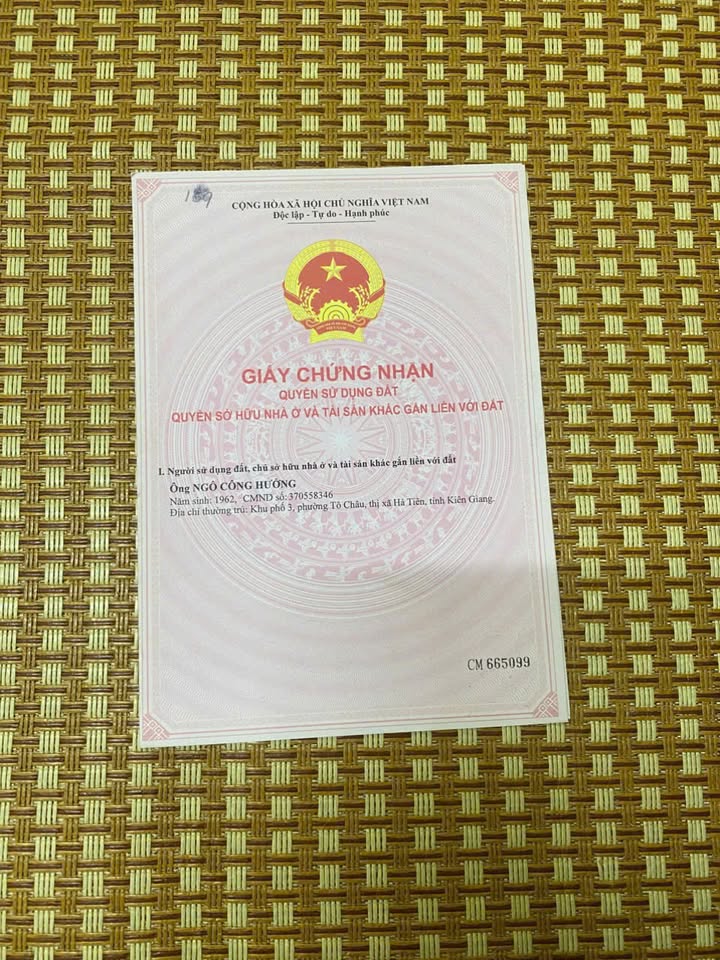 159
CỘNG HÒA XÃ HỘI CHỦ NGHĨA VIỆT NAM
Độc lập - Tự do - Hạnh phúc
GIẤY CHỨNG NHẬN
QUYỀN SỬ DỤNG ĐẤT
QUYỀN SỞ HỮU NHÀ Ở VÀ TÀI SẢN KHÁC GẮN LIỀN VỚI ĐẤT
I. Người sử dụng đất, chủ sở hữu nhà ở và tài sản khác gắn liền với đất
Ông NGÔ CÔNG HƯỚNG
Năm sinh: 1962, CMND số: 370558346
Địa chỉ thường trú: Khu phố 3, phường Tô Châu, thị xã Hà Tiên, tỉnh Kiên Giang.
CM 665099